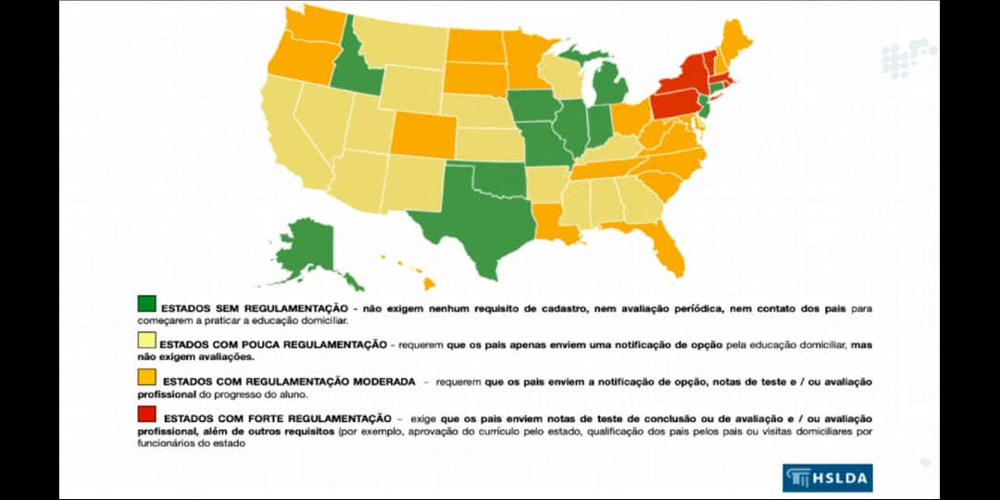 ESTADOS SEM REGULAMENTAÇÃO - não exigem nenhum requisito de cadastro, nem avaliação períódica, nem contato dos pais para
começarem a praticar a educação domiciliar.
ESTADOS COM POUCA REGULAMENTAÇÃO - requerem que os pais apenas enviem uma notificação de opção pela educação domiciliar, mas
não exigem avaliações.
ESTADOS COM REGULAMENTAÇÃO MODERADA – requerem que os pais enviem a notificação de opção, notas de teste e / ou avaliação
profissional do progresso do aluno.
ESTADOS COM FORTE REGULAMENTAÇÃO – exige que os pais enviem notas de teste de conclusão ou de avaliação e / ou avaliação
profissional, além de outros requisitos (por exemplo, aprovação do currículo pelo estado, qualificação dos pais pelos pais ou visitas domiciliares por
funcionários do estado
HSLDA